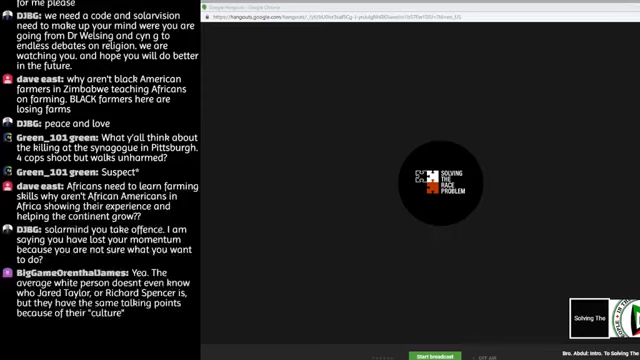 for me please
DJBG: we need a code and solarvision
need to make up your mind were you are
going from Dr Welsing and cyn g to
endless debates on religion. we are
watching you. and hope you will do better
in the future.
dave east: why aren't black American
farmers in Zimbabwe teaching Africans
on farming. BLACK farmers here are
losing farms
DJBG: peace and love
Green_101 green: What y'all think about
the killing at the synagogue in Pittsburgh.
4 cops shoot but walks unharmed?
Green_101 green: Suspect*
dave east: Africans need to learn farming
skills why aren't African Americans in
Africa showing their experience and
helping the continent grow??
DJBG: solarmind you take offence. I am
saying you have lost your momentum
because you are not sure what you want
to do?
BigGameOrenthalJames: Yea. The
average white person doesnt even know
who Jared Taylor, or Richard Spencer is,
but they have the same talking points
because of their "culture"
Google Hangouts - Google Chrome
SOLVING
THE
RACE
PROBLEM
Solving The
Start broadcast
OFF AIR
Bro. Abdul: Intro. To Solving The